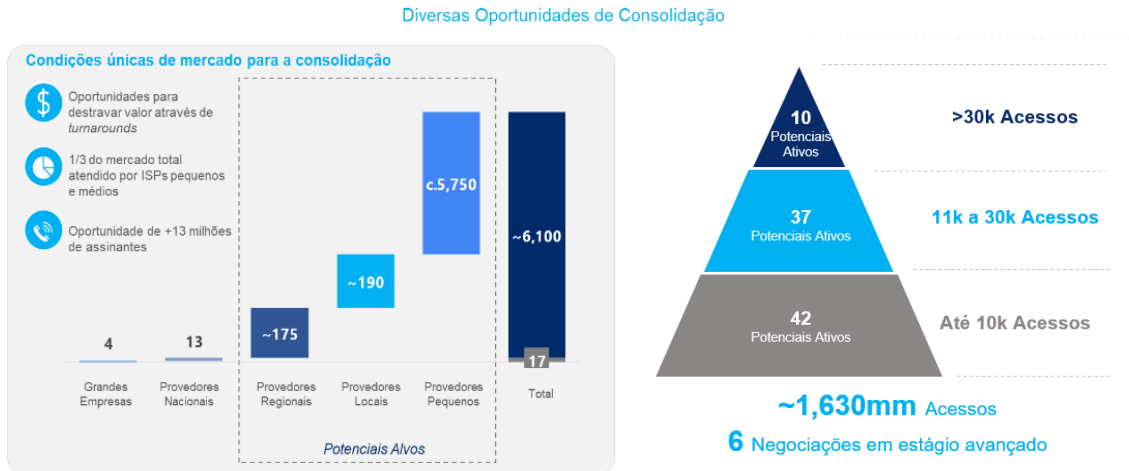 Diversas Oportunidades de Consolidação
Condições únicas de mercado para a consolidação
Oportunidades para
destravar valor através de
turnarounds
1/3 do mercado total
atendido por ISPs pequenos
e médios
Oportunidade de +13 milhões
de assinantes
4
13
~175
~190
c.5,750
~6,100
17
Grandes
Empresas
Provedores
Nacionais
Provedores
Regionais
Provedores
Locais
Provedores
Pequenos
Total
Potenciais Alvos
10
Potenciais
Ativos
>30k Acessos
37
Potenciais Ativos
11k a 30k Acessos
42
Potenciais Ativos
Até 10k Acessos
~1,630mm Acessos
6 Negociações em estágio avançado